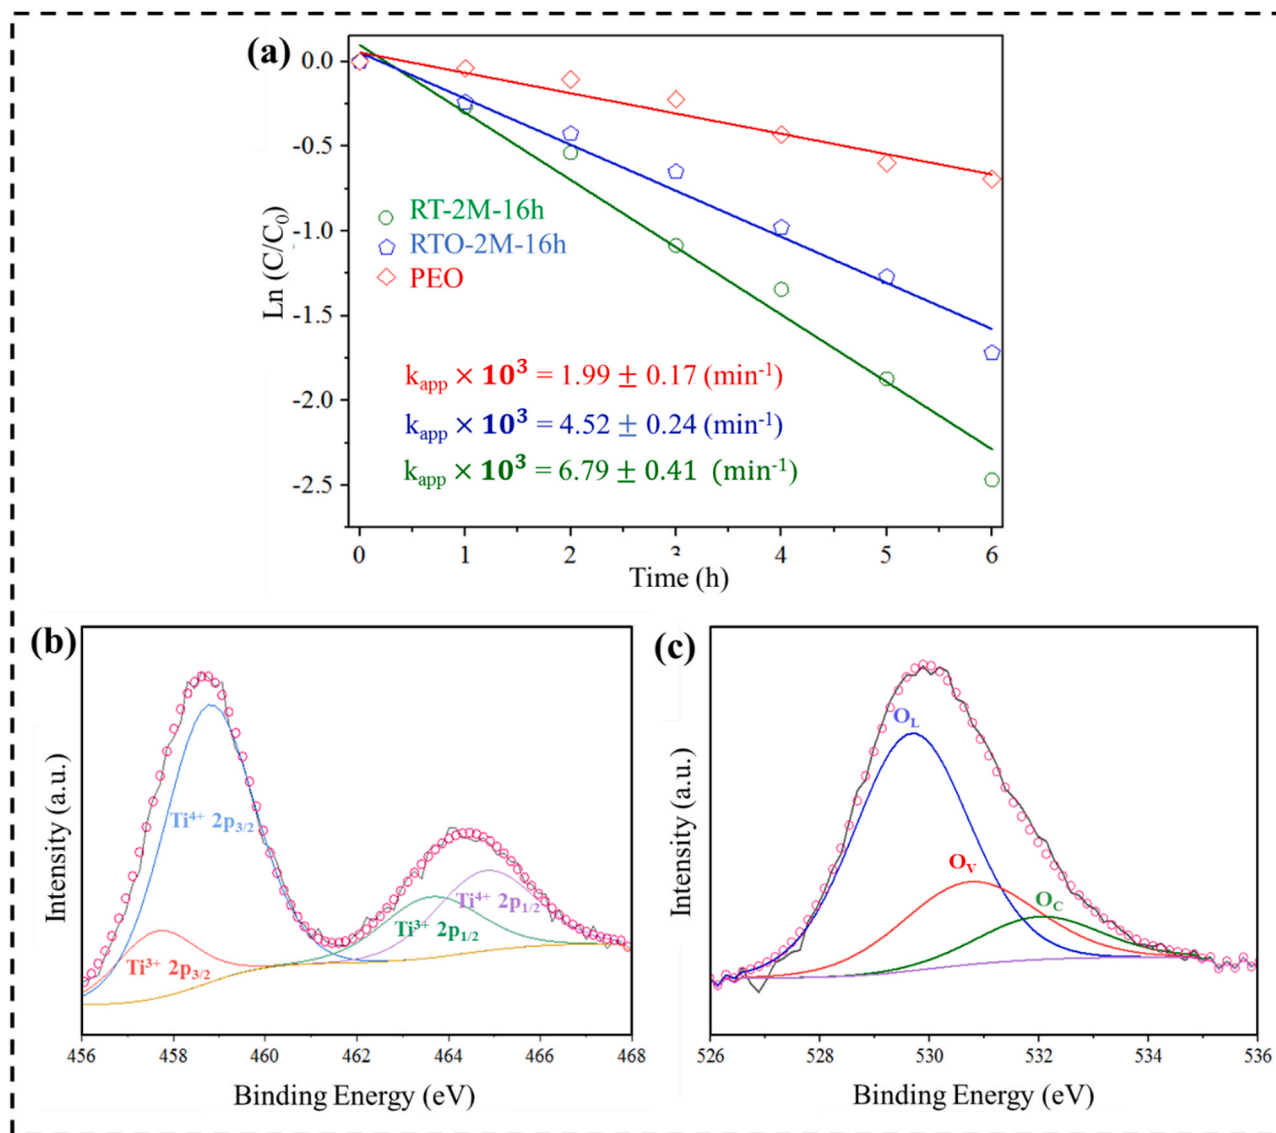 (a)
0.0
-0.5
-1.0
-1.5
-2.0
-2.5
Ln (C/C₀)
RT-2M-16h
RTO-2M-16h
PEO
kₐₚₚ × 10³ = 1.99 ± 0.17 (min⁻¹)
kₐₚₚ × 10³ = 4.52 ± 0.24 (min⁻¹)
kₐₚₚ × 10³ = 6.79 ± 0.41 (min⁻¹)
0 1 2 3 4 5 6
Time (h)
(b)
Intensity (a.u.)
Ti⁴⁺ 2p₃/₂
Ti⁴⁺ 2p₁/₂
Ti³⁺ 2p₁/₂
Ti³⁺ 2p₃/₂
456 458 460 462 464 466 468
Binding Energy (eV)
(c)
Intensity (a.u.)
O_L
O_V
O_C
526 528 530 532 534 536
Binding Energy (eV)